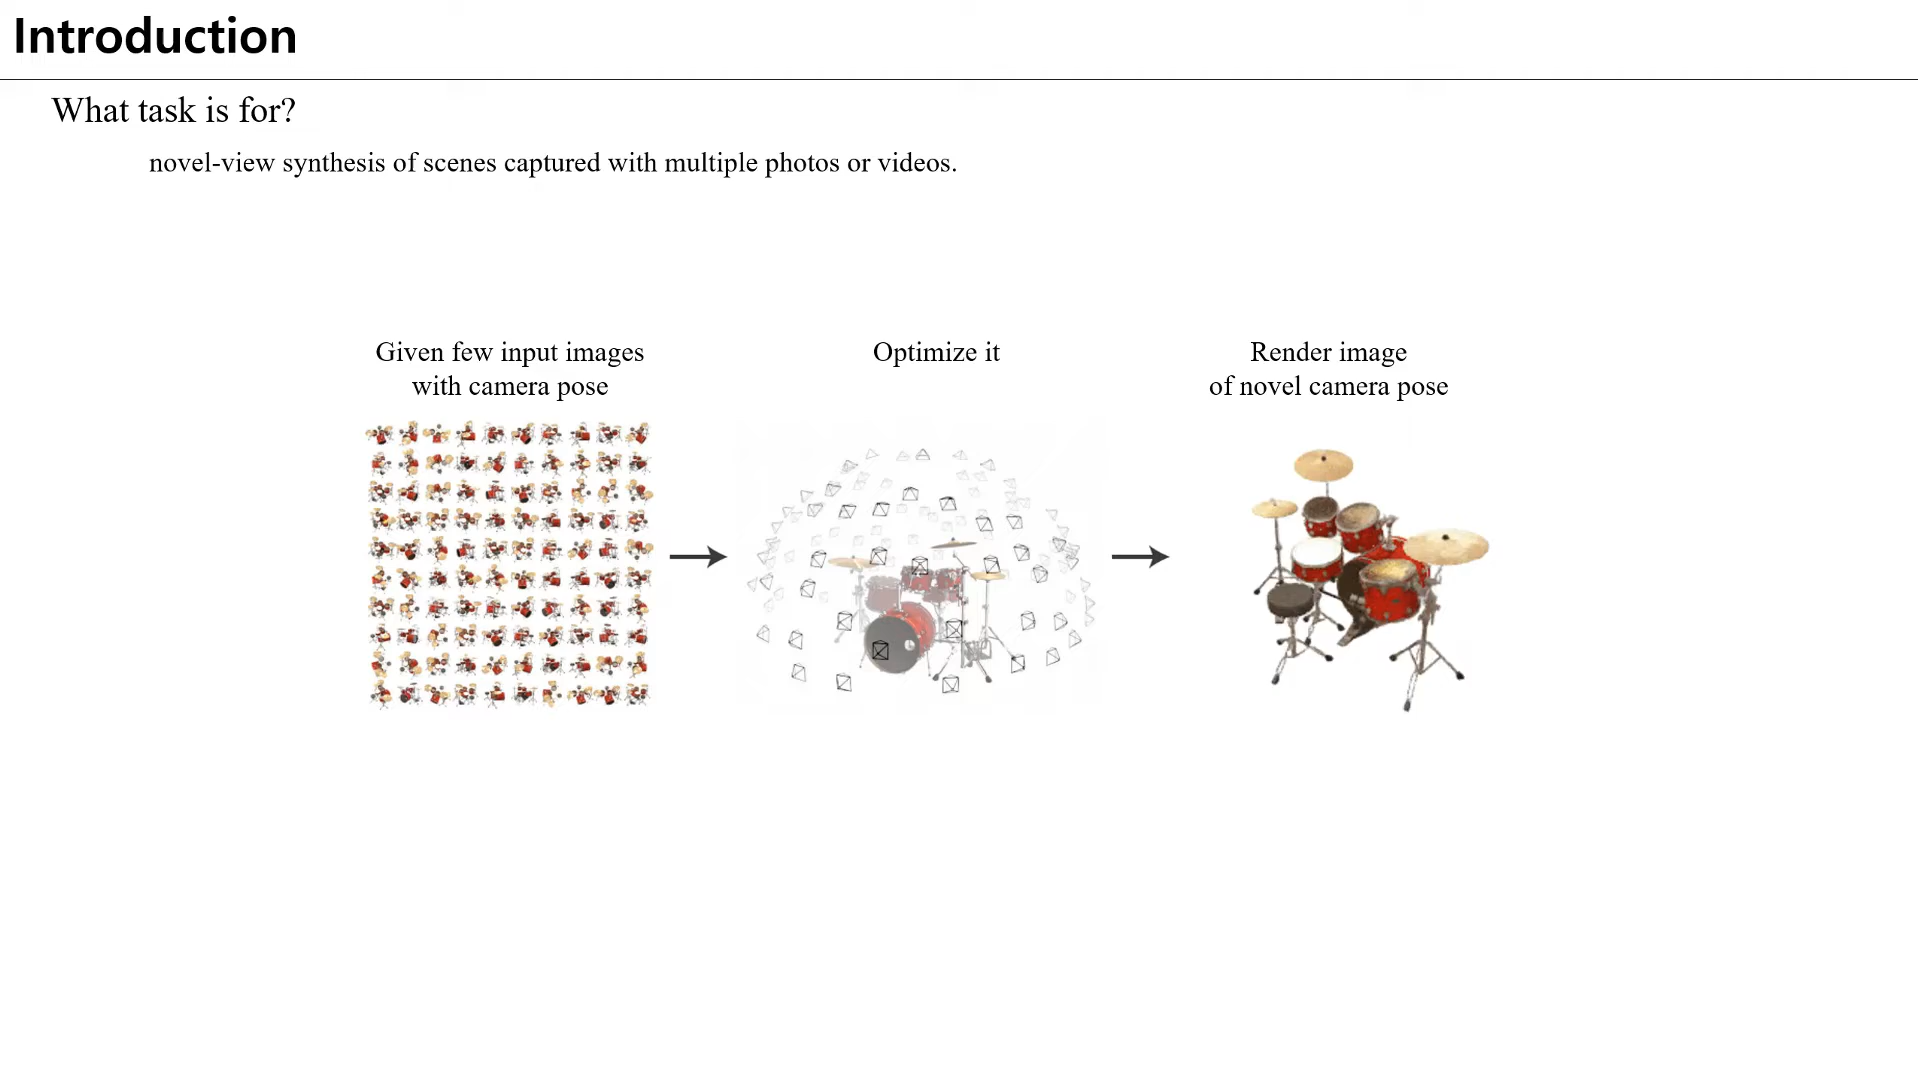 Introduction
What task is for?
novel-view synthesis of scenes captured with multiple photos or videos.
Given few input images
with camera pose
Optimize it
Render image
of novel camera pose